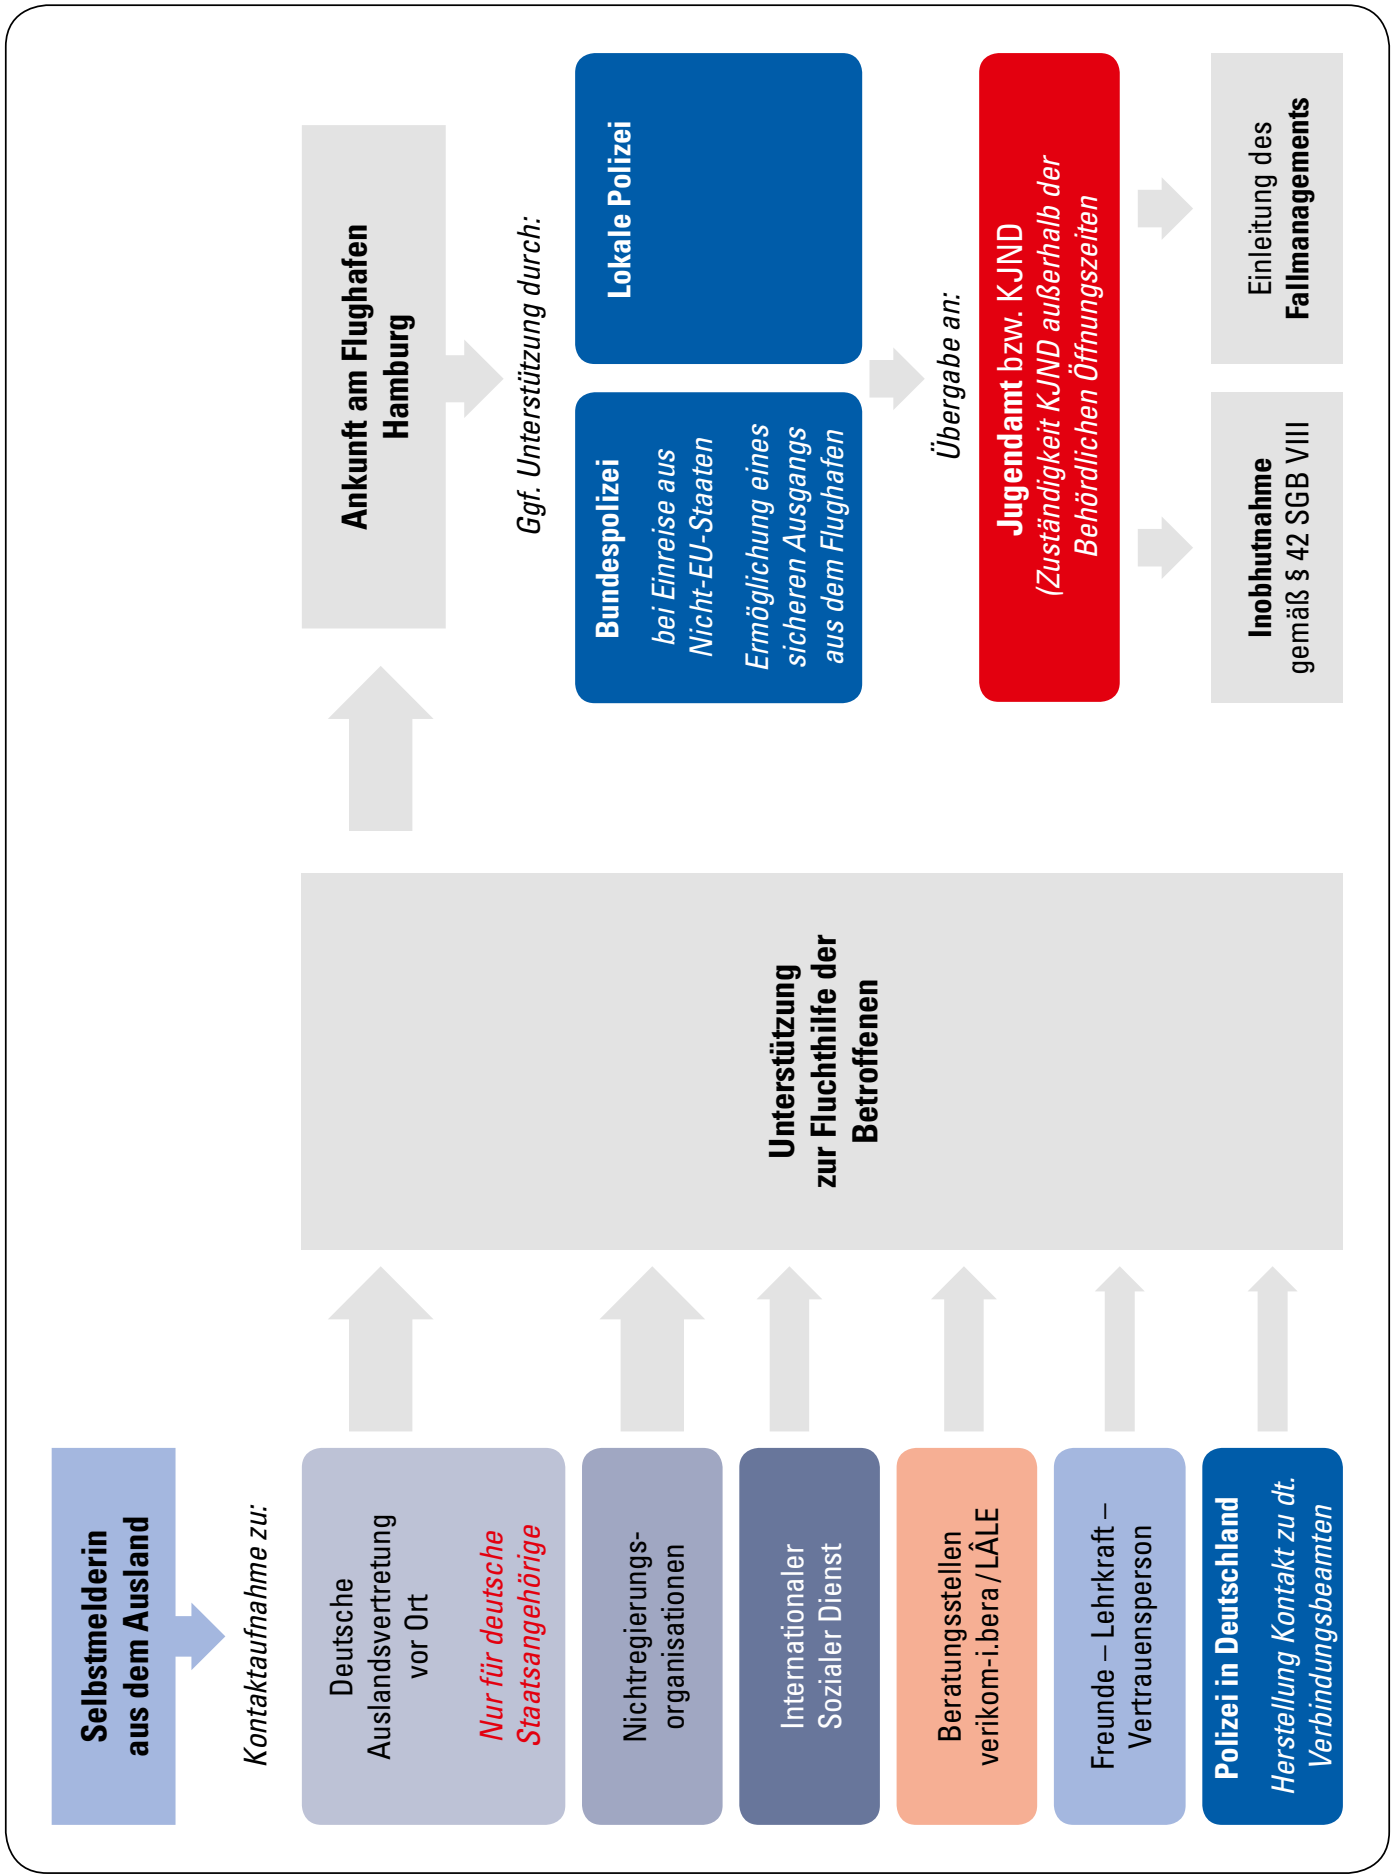 Selbstmelderin
aus dem Ausland
Kontaktaufnahme zu:
Deutsche
Auslandsvertretung
vor Ort
Nur für deutsche
Staatsangehörige
Nichtregierungs-
organisationen
Internationaler
Sozialer Dienst
Beratungsstellen
verikom-i.bera / LÂLE
Freunde – Lehrkraft –
Vertrauensperson
Polizei in Deutschland
Herstellung Kontakt zu dt.
Verbindungsbeamten
Unterstützung
zur Fluchthilfe der
Betroffenen
Ankunft am Flughafen
Hamburg
Ggf. Unterstützung durch:
Bundespolizei
bei Einreise aus
Nicht-EU-Staaten
Ermöglichung eines
sicheren Ausgangs
aus dem Flughafen
Lokale Polizei
Übergabe an:
Jugendamt bzw. KJND
(Zuständigkeit KJND außerhalb der
Behördlichen Öffnungszeiten
Inobhutnahme
gemäß § 42 SGB VIII
Einleitung des
Fallmanagements